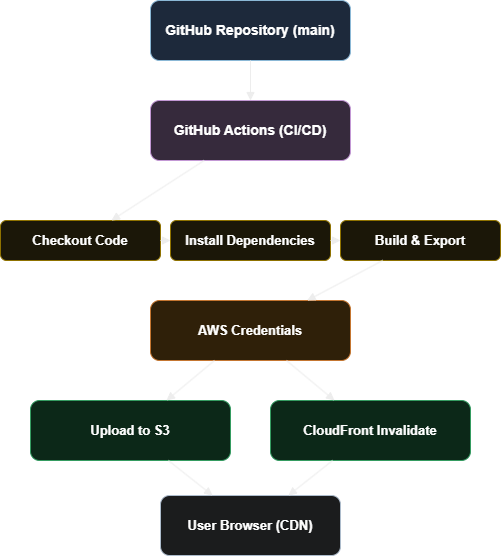 GitHub Repository (main)
GitHub Actions (CI/CD)
Checkout Code
Install Dependencies
Build & Export
AWS Credentials
Upload to S3
CloudFront Invalidate
User Browser (CDN)